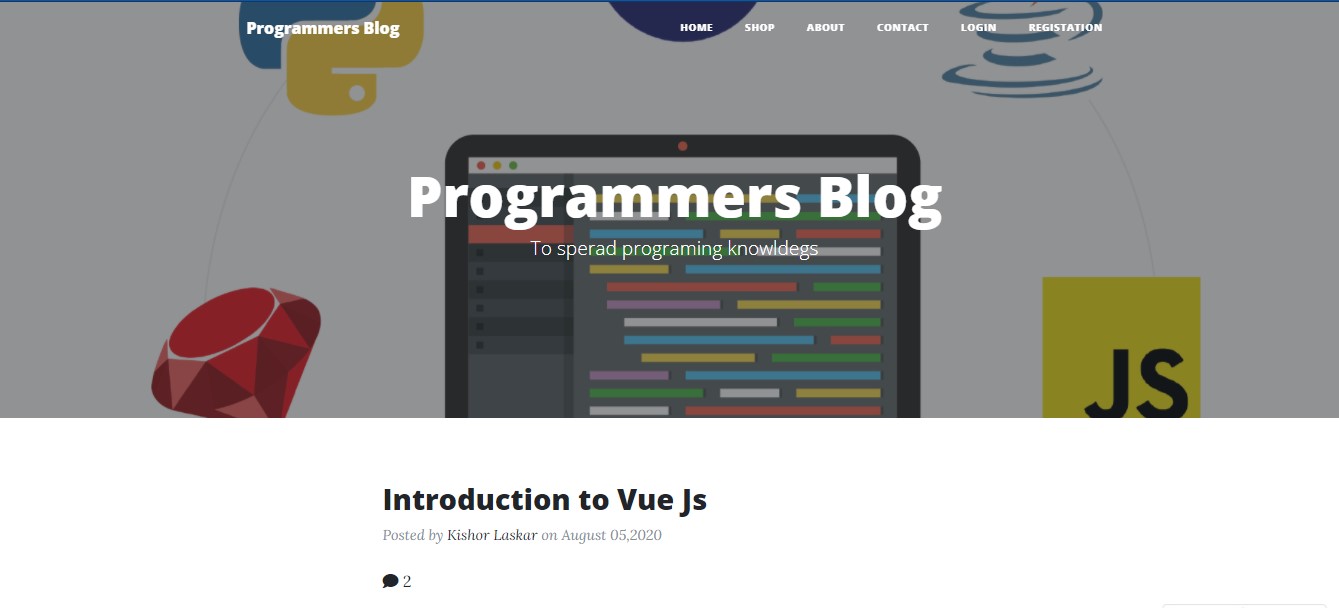 Programmers Blog
HOME SHOP ABOUT CONTACT LOGIN REGISTATION
Programmers Blog
To sperad programing knowldegs
JS
Introduction to Vue Js
Posted by Kishor Laskar on August 05,2020
2